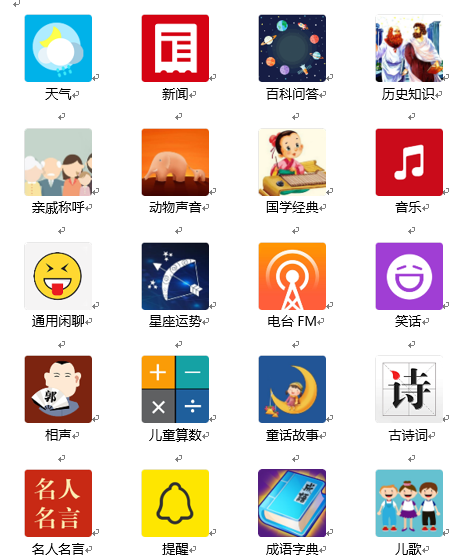 天气 新闻 百科问答 历史知识
亲戚称呼 动物声音 国学经典 音乐
通用闲聊 星座运势 电台 FM 笑话
郭 诗
相声 儿童算数 童话故事 古诗词
名人
名言
名人名言 提醒 成语字典 儿歌